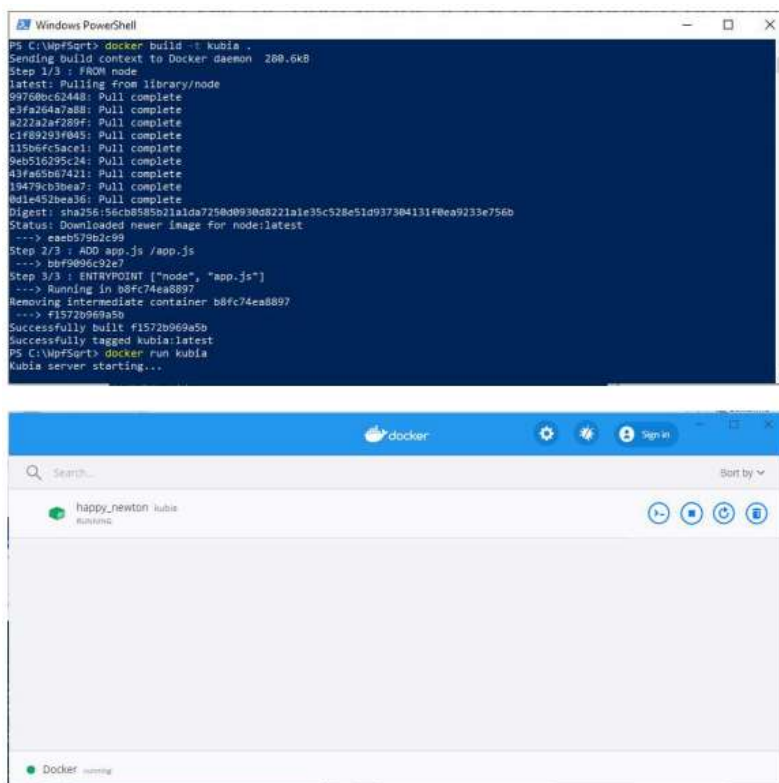 Windows PowerShell
PS C:\WpfSqrt> docker build -t kubia .
Sending build context to Docker daemon 280.6kB
Step 1/3 : FROM node
latest: Pulling from library/node
99760bc62448: Pull complete
e3fa264a7a88: Pull complete
a222a2af289f: Pull complete
c1f89293f045: Pull complete
115b6fc5ace1: Pull complete
9eb516295c24: Pull complete
43fa65b67421: Pull complete
19479cb3bea7: Pull complete
0d1e452bea36: Pull complete
Digest: sha256:56cb8585b21a1da7250d0930d8221a1e35c528e51d937304131f0ea9233e756b
Status: Downloaded newer image for node:latest
---> eaeb579b2c99
Step 2/3 : ADD app.js /app.js
---> bbf9096c92e7
Step 3/3 : ENTRYPOINT ["node", "app.js"]
---> Running in b8fc74ea8897
Removing intermediate container b8fc74ea8897
---> f1572b969a5b
Successfully built f1572b969a5b
Successfully tagged kubia:latest
PS C:\WpfSqrt> docker run kubia
Kubia server starting...
docker
Sign in
Search...
Sort by
happy_newton kubia
RUNNING
Docker running